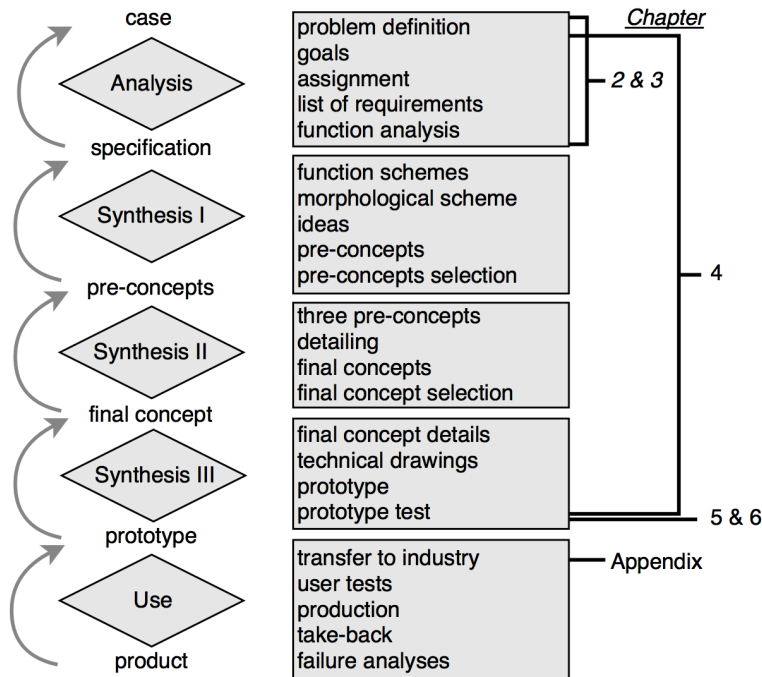 case
Chapter
problem definition
goals
Analysis
assignment
2 & 3
list of requirements
function analysis
specification
function schemes
morphological scheme
Synthesis I
ideas
pre-concepts
pre-concepts selection
4
pre-concepts
three pre-concepts
detailing
Synthesis II
final concepts
final concept selection
final concept
final concept details
technical drawings
Synthesis III
prototype
prototype test
5 & 6
prototype
transfer to industry
Appendix
user tests
Use
production
take-back
product
failure analyses